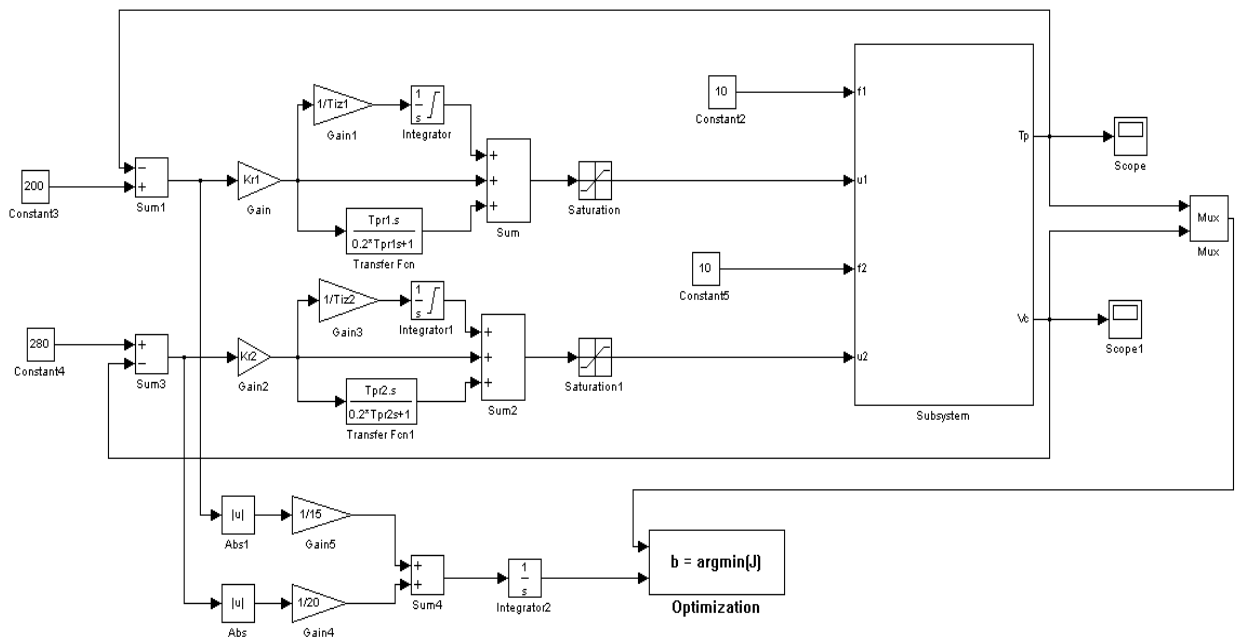 1/Tiz1
Gain1
1
s
Integrator
10
Constant2
f1
Tp
Scope
200
Constant3
−
+
Sum1
Kr1
Gain
Tpr1.s
0.2*Tpr1s+1
Transfer Fcn
+
+
+
Sum
Saturation
u1
Mux
Mux
10
Constant5
f2
1/Tiz2
Gain3
1
s
Integrator1
280
Constant4
+
−
Sum3
Kr2
Gain2
Tpr2.s
0.2*Tpr2s+1
Transfer Fcn1
+
+
+
Sum2
Saturation1
u2
Vc
Scope1
Subsystem
|u|
Abs1
1/15
Gain5
|u|
Abs
1/20
Gain4
+
+
Sum4
1
s
Integrator2
b = argmin(J)
Optimization